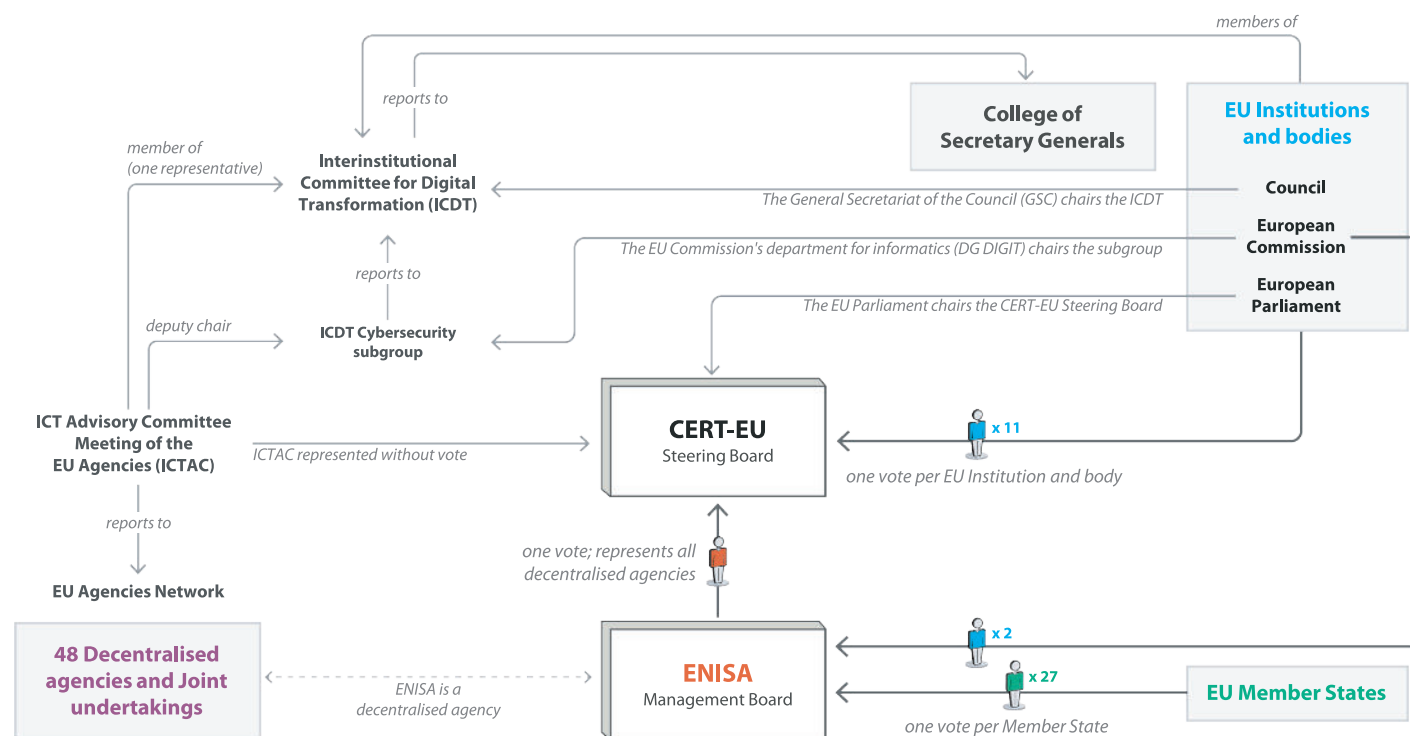 members of
reports to
College of
Secretary Generals
EU Institutions
and bodies
member of
(one representative)
Interinstitutional
Committee for Digital
Transformation (ICDT)
Council
The General Secretariat of the Council (GSC) chairs the ICDT
European
Commission
The EU Commission's department for informatics (DG DIGIT) chairs the subgroup
reports to
European
Parliament
The EU Parliament chairs the CERT-EU Steering Board
deputy chair
ICDT Cybersecurity
subgroup
ICT Advisory Committee
Meeting of the
EU Agencies (ICTAC)
ICTAC represented without vote
CERT-EU
Steering Board
x 11
one vote per EU Institution and body
reports to
one vote; represents all
decentralised agencies
EU Agencies Network
48 Decentralised
agencies and Joint
undertakings
ENISA is a
decentralised agency
ENISA
Management Board
x 2
x 27
EU Member States
one vote per Member State